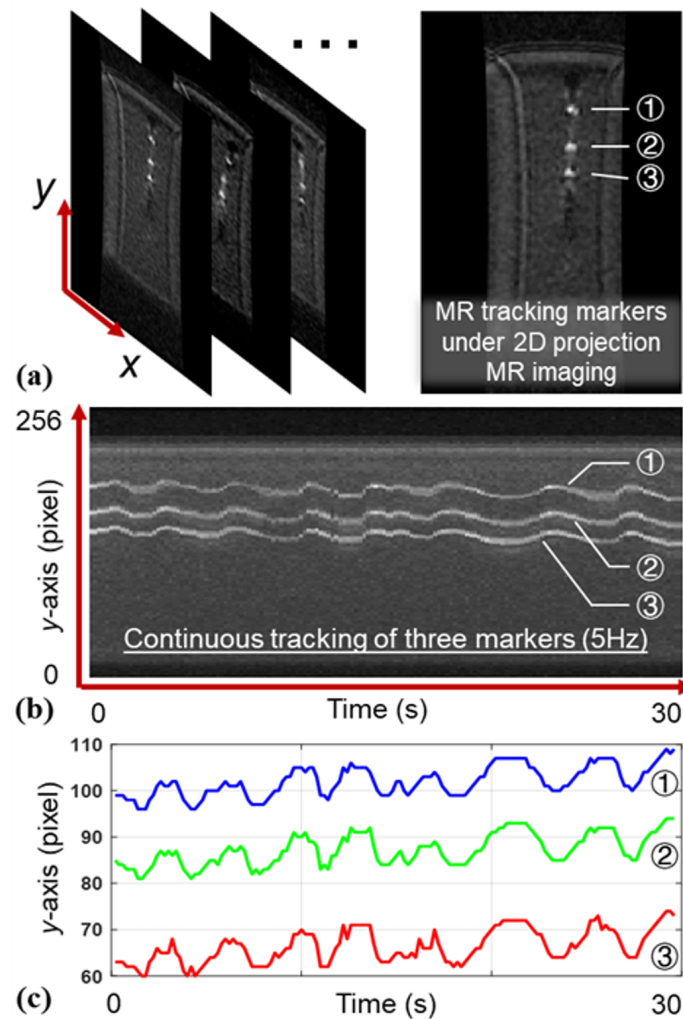 ...
①
②
③
y
x
MR tracking markers
under 2D projection
MR imaging
(a)
256
y-axis (pixel)
0
①
②
③
Continuous tracking of three markers (5Hz)
(b)
0
Time (s)
30
110
100
90
80
70
60
y-axis (pixel)
①
②
③
(c)
0
Time (s)
30